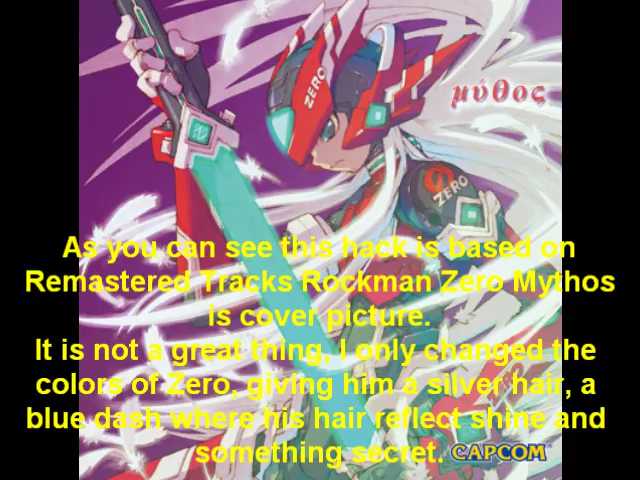 ZERO
μύθος
ZERO
As you can see this hack is based on
Remastered Tracks Rockman Zero Mythos
is cover picture.
It is not a great thing, I only changed the
colors of Zero, giving him a silver hair, a
blue dash where his hair reflect shine and
something secret.
CAPCOM